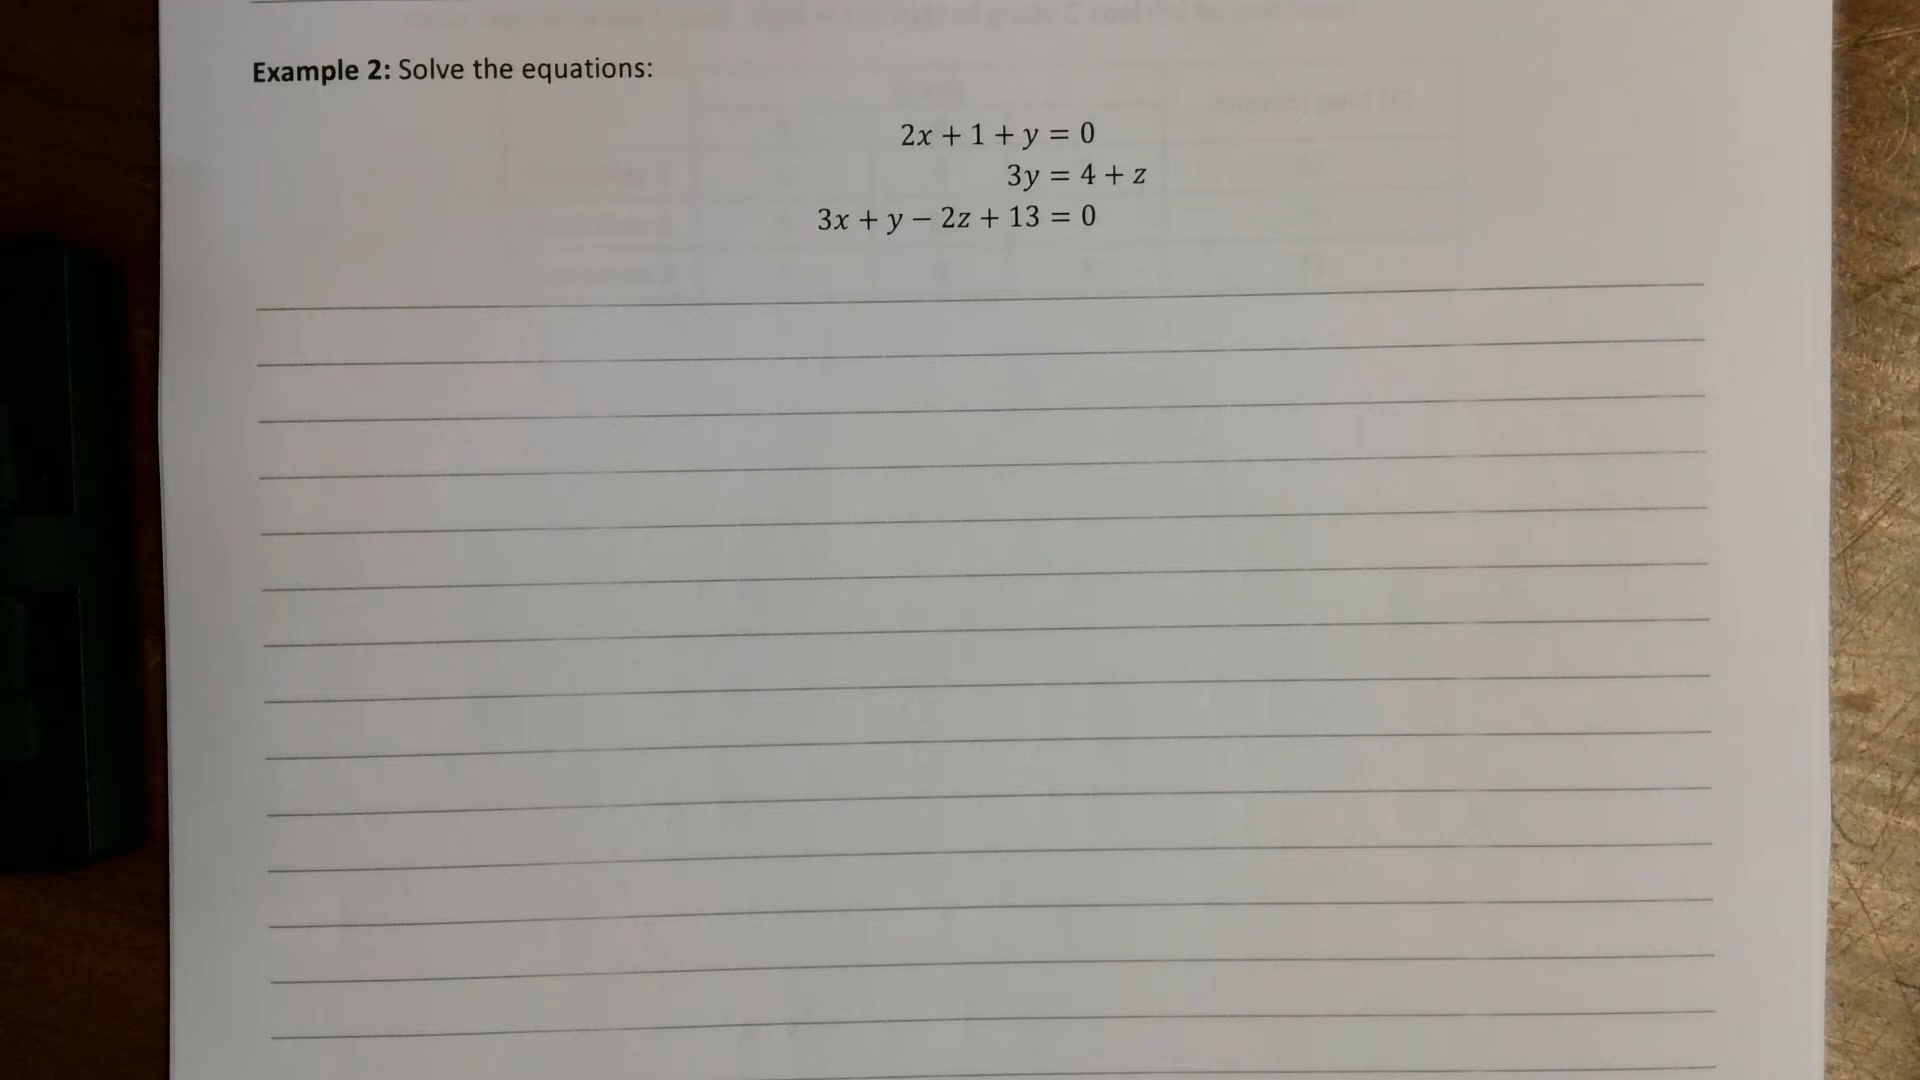 Example 2: Solve the equations:
2x + 1 + y = 0
3y = 4 + z
3x + y − 2z + 13 = 0